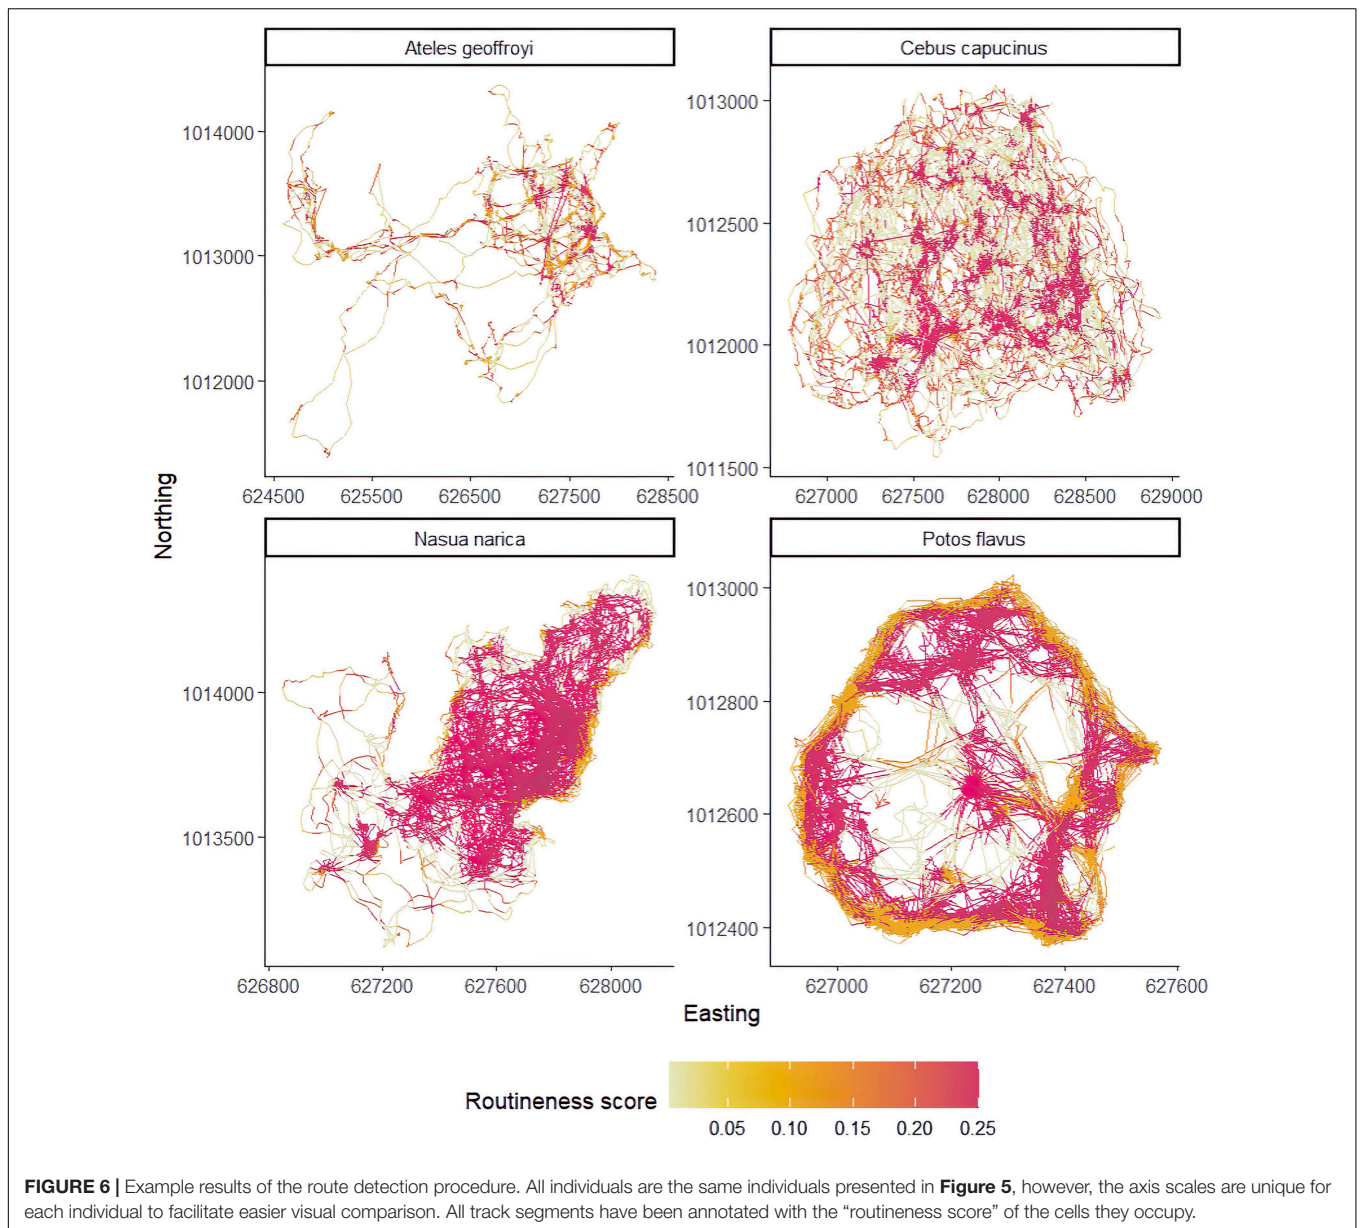 Ateles geoffroyi
Cebus capucinus
1014000
1013000
1012000
1013000
1012500
1012000
1011500
624500 625500 626500 627500 628500
627000 627500 628000 628500 629000
Northing
Nasua narica
Potos flavus
1014000
1013500
1013000
1012800
1012600
1012400
626800 627200 627600 628000
627000 627200 627400 627600
Easting
Routineness score
0.05 0.10 0.15 0.20 0.25
FIGURE 6 | Example results of the route detection procedure. All individuals are the same individuals presented in Figure 5, however, the axis scales are unique for
each individual to facilitate easier visual comparison. All track segments have been annotated with the “routineness score” of the cells they occupy.